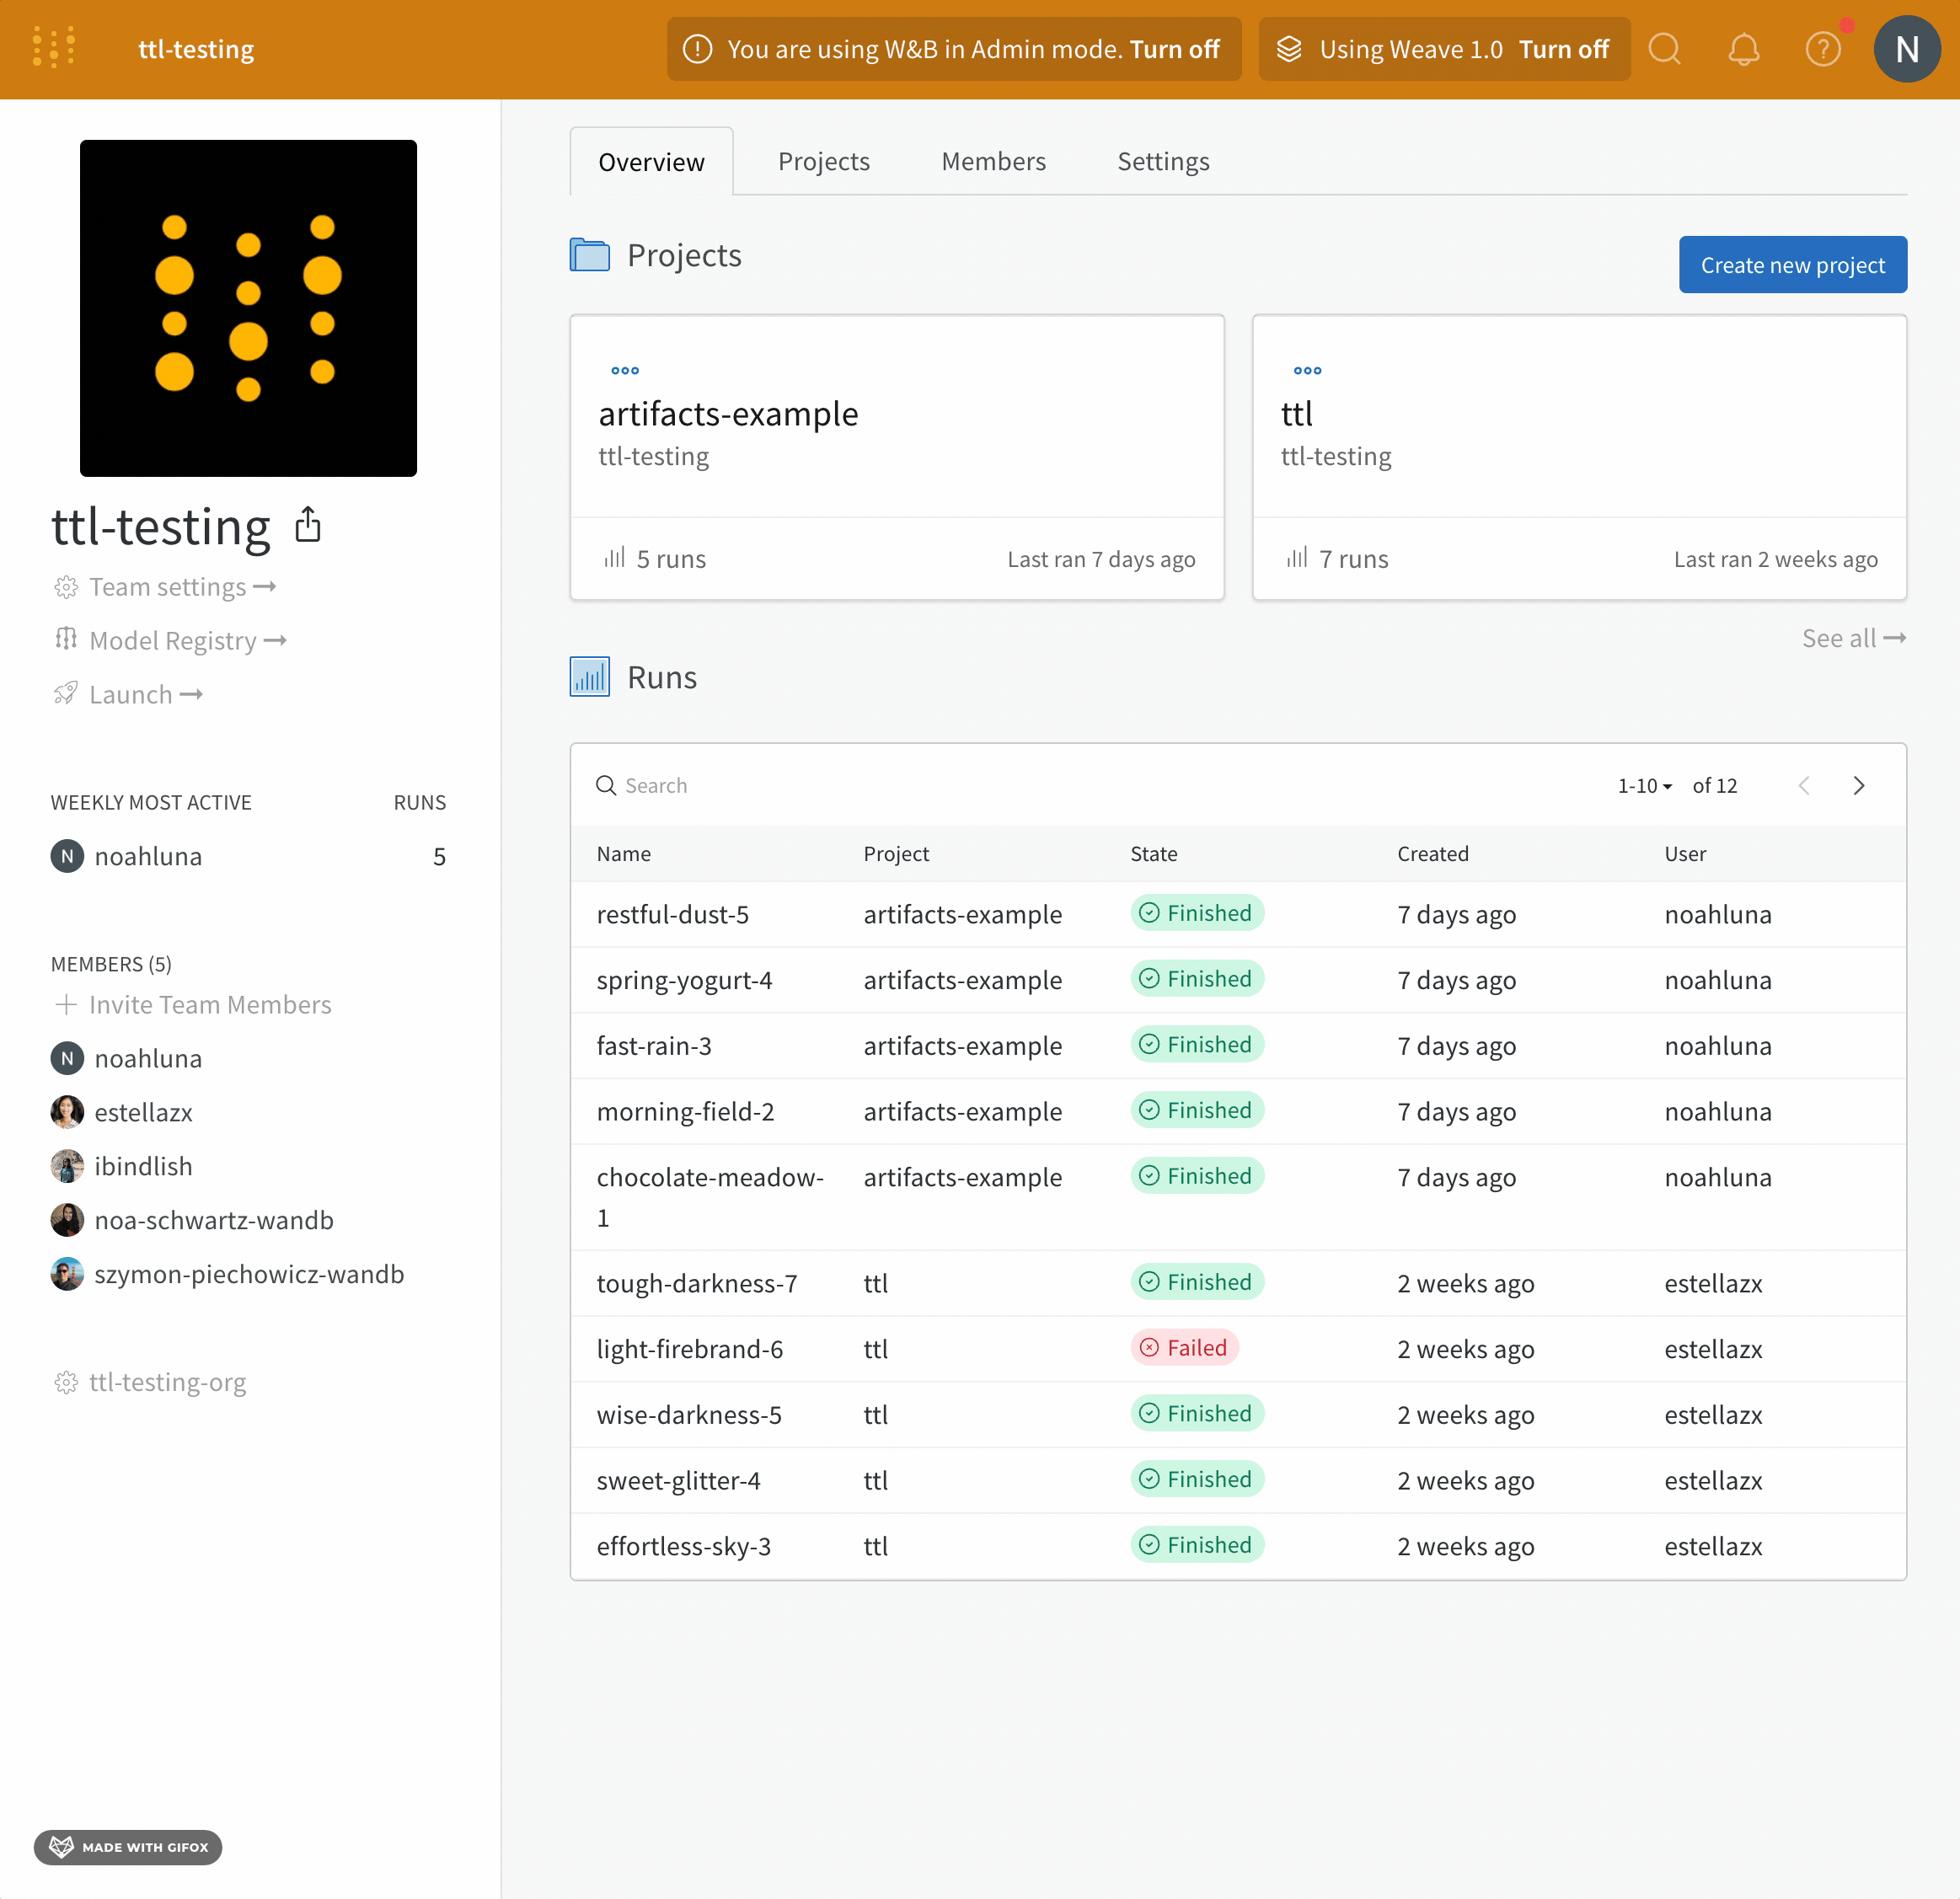 ttl-testing
You are using W&B in Admin mode. Turn off
Using Weave 1.0 Turn off
?
N
ttl-testing
Team settings
Model Registry
Launch
WEEKLY MOST ACTIVE RUNS
N noahluna 5
MEMBERS (5)
Invite Team Members
N noahluna
estellazx
ibindlish
noa-schwartz-wandb
szymon-piechowicz-wandb
ttl-testing-org
MADE WITH GIFOX
Overview Projects Members Settings
Projects
Create new project
artifacts-example
ttl-testing
5 runs Last ran 7 days ago
ttl
ttl-testing
7 runs Last ran 2 weeks ago
See all
Runs
Search 1-10 of 12
Name Project State Created User
restful-dust-5 artifacts-example Finished 7 days ago noahluna
spring-yogurt-4 artifacts-example Finished 7 days ago noahluna
fast-rain-3 artifacts-example Finished 7 days ago noahluna
morning-field-2 artifacts-example Finished 7 days ago noahluna
chocolate-meadow- artifacts-example Finished 7 days ago noahluna
1
tough-darkness-7 ttl Finished 2 weeks ago estellazx
light-firebrand-6 ttl Failed 2 weeks ago estellazx
wise-darkness-5 ttl Finished 2 weeks ago estellazx
sweet-glitter-4 ttl Finished 2 weeks ago estellazx
effortless-sky-3 ttl Finished 2 weeks ago estellazx